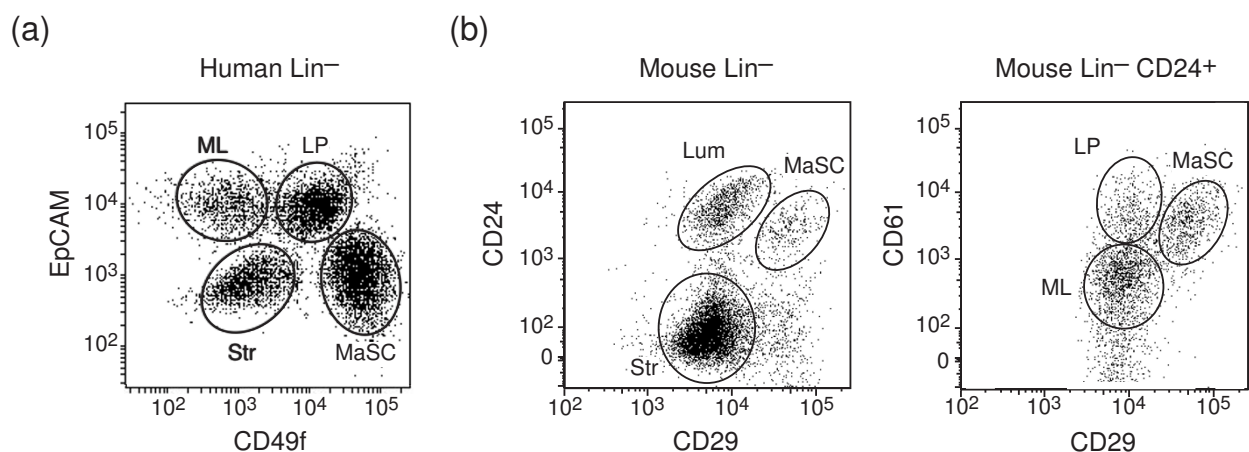 (a)
Human Lin–
EpCAM
10⁵
10⁴
10³
10²
ML
LP
Str
MaSC
10² 10³ 10⁴ 10⁵
CD49f
(b)
Mouse Lin–
CD24
10⁵
10⁴
10³
10²
0
Lum
MaSC
Str
10² 10³ 10⁴ 10⁵
CD29
Mouse Lin– CD24+
CD61
10⁵
10⁴
10³
10²
0
LP
MaSC
ML
10² 10³ 10⁴ 10⁵
CD29